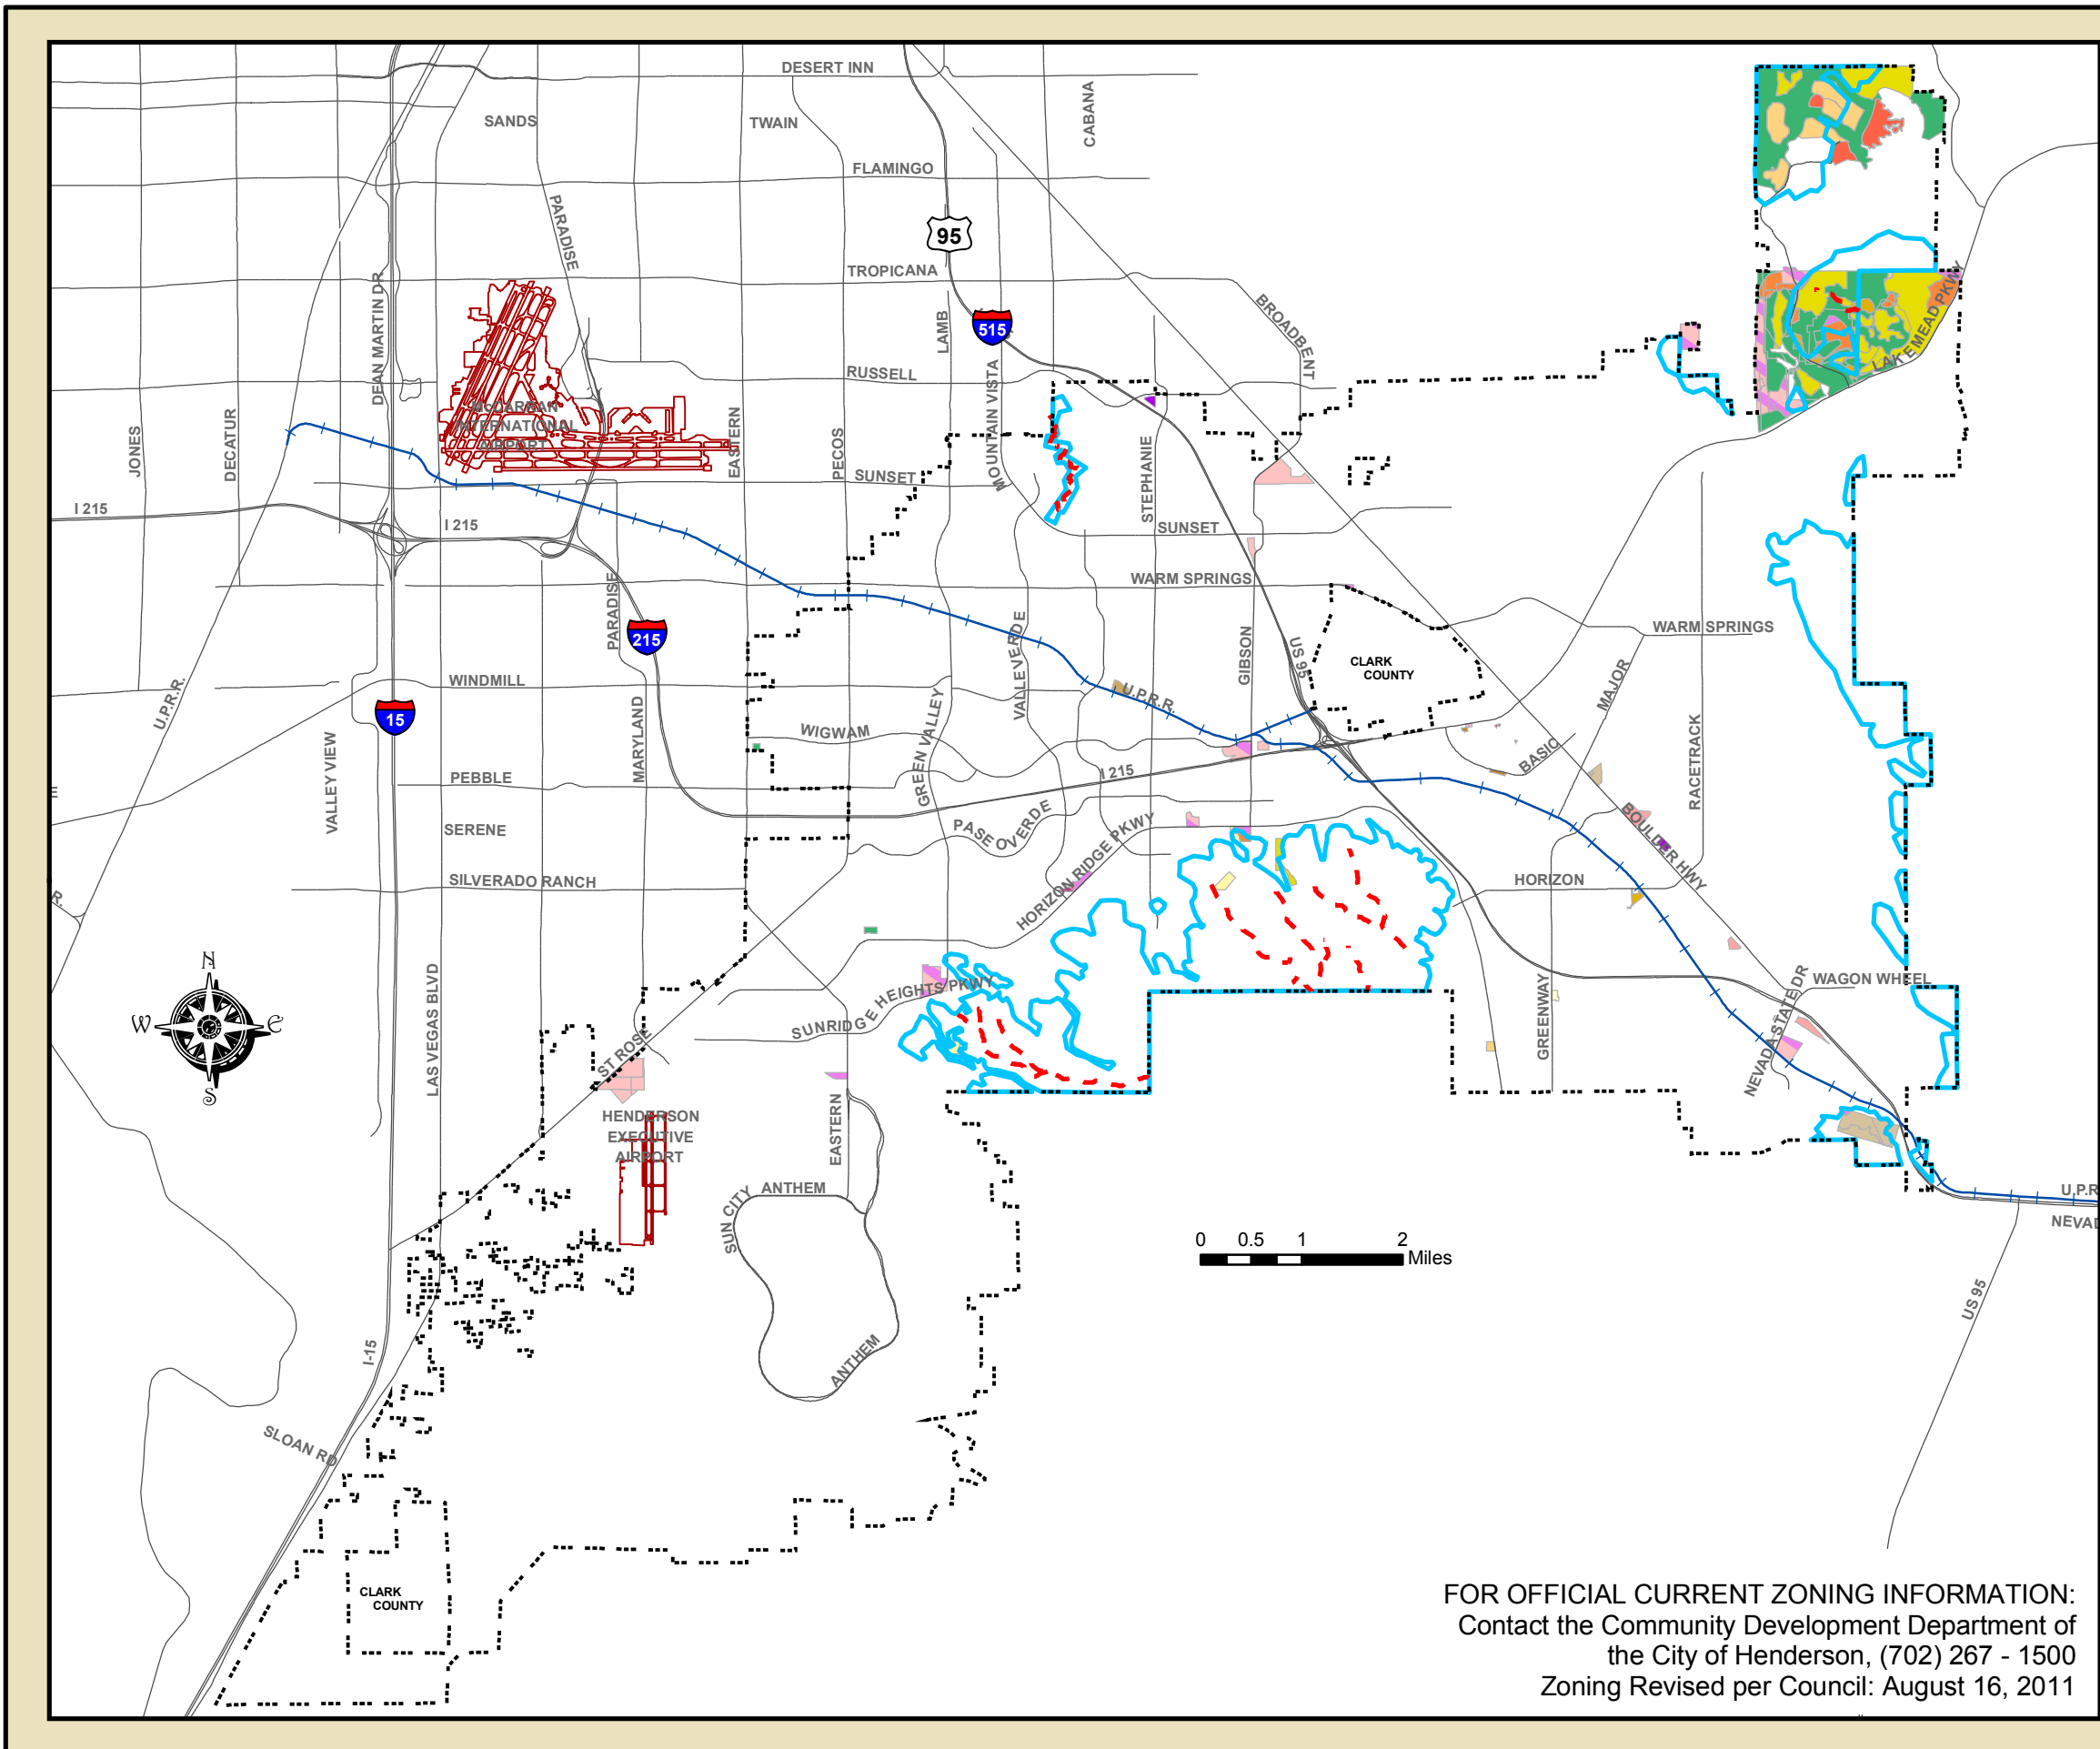 DESERT INN
SANDS
TWAIN
CABANA
FLAMINGO
PARADISE
95
TROPICANA
DEAN MARTIN DR
BROADBENT
LAKE MEAD PKWY
LAMB
515
MOUNTAIN VISTA
RUSSELL
McCARRAN
INTERNATIONAL
AIRPORT
JONES
DECATUR
EASTERN
PECOS
STEPHANIE
SUNSET
I 215
I 215
SUNSET
WARM SPRINGS
PARADISE
215
VALLE VERDE
GIBSON
US 95
CLARK
COUNTY
WARM SPRINGS
MAJOR
U.P.R.R.
WINDMILL
15
MARYLAND
GREEN VALLEY
U.P.R.R.
WIGWAM
VALLEY VIEW
PEBBLE
I 215
BASIC
RACETRACK
E
SERENE
PASEO VERDE
HORIZON RIDGE PKWY
BOULDER HWY
SILVERADO RANCH
HORIZON
R.
N
W
E
S
LAS VEGAS BLVD
SUNRIDGE HEIGHTS PKWY
GREENWAY
NEVADA STATE DR
WAGON WHEEL
ST ROSE
HENDERSON
EXECUTIVE
AIRPORT
EASTERN
SUN CITY
ANTHEM
U.P.R
NEVAD
0 0.5 1 2
Miles
US 95
I-15
ANTHEM
SLOAN RD
CLARK
COUNTY
FOR OFFICIAL CURRENT ZONING INFORMATION:
Contact the Community Development Department of
the City of Henderson, (702) 267 - 1500
Zoning Revised per Council: August 16, 2011